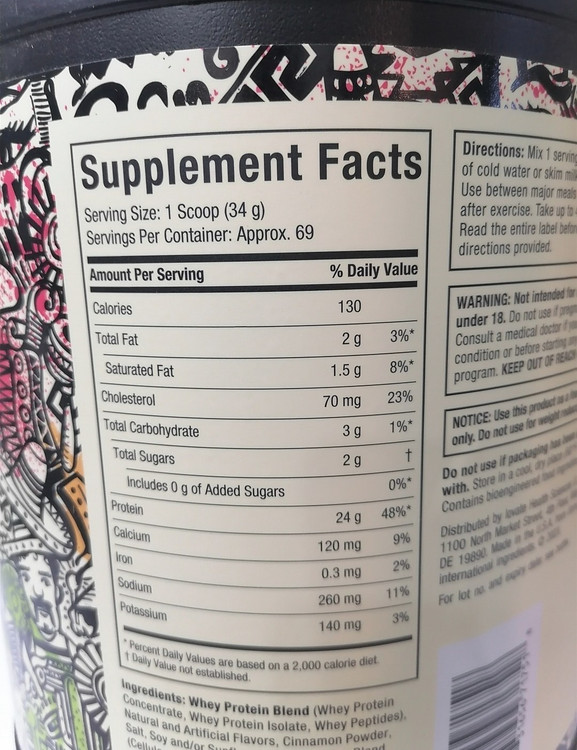 Supplement Facts
Serving Size: 1 Scoop (34 g)
Servings Per Container: Approx. 69
Amount Per Serving % Daily Value
Calories 130
Total Fat 2 g 3%*
Saturated Fat 1.5 g 8%*
Cholesterol 70 mg 23%
Total Carbohydrate 3 g 1%*
Total Sugars 2 g †
Includes 0 g of Added Sugars 0%*
Protein 24 g 48%*
Calcium 120 mg 9%
Iron 0.3 mg 2%
Sodium 260 mg 11%
Potassium 140 mg 3%
* Percent Daily Values are based on a 2,000 calorie diet.
† Daily Value not established.
Ingredients: Whey Protein Blend (Whey Protein
Concentrate, Whey Protein Isolate, Whey Peptides),
Natural and Artificial Flavors, Cinnamon Powder,
Salt, Soy and/or
Directions: Mix 1
of cold water or skim
Use between major meals
after exercise. Take up to
Read the entire label
directions provided.
WARNING: Not intended for
under 18. Do not use if
Consult a medical doctor if
condition or before starting
program. KEEP OUT OF
NOTICE: Use this product as a
only. Do not use for weight
Do not use if packaging has been
with. Store in a cool, dry place
Contains bioengineered food
Distributed by Iovate Health
1100 North Market Street,
DE 19890. Made in the U.S.A.
international ingredients. ©
For lot no. and expiry date